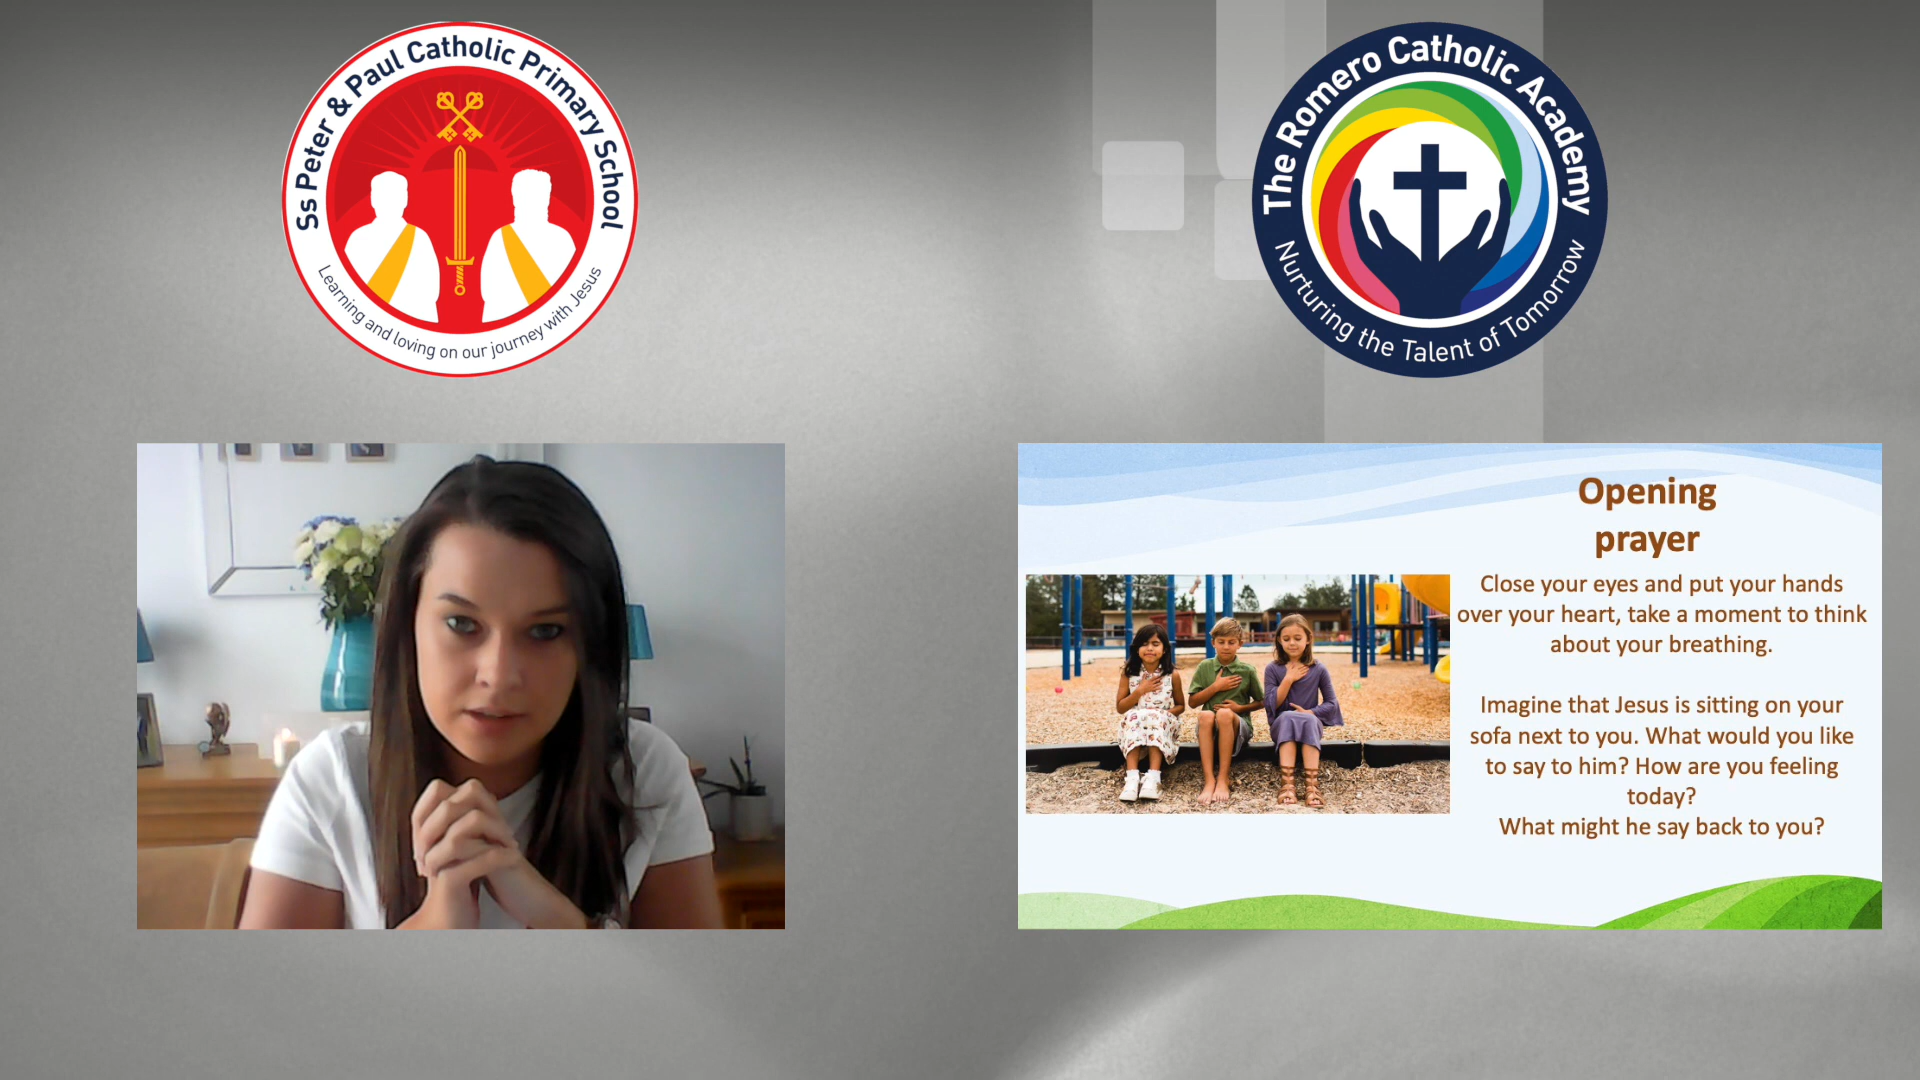 Ss Peter & Paul Catholic Primary School
Learning and loving on our journey with Jesus
The Romero Catholic Academy
Nurturing the Talent of Tomorrow
Opening
prayer
Close your eyes and put your hands
over your heart, take a moment to think
about your breathing.
Imagine that Jesus is sitting on your
sofa next to you. What would you like
to say to him? How are you feeling
today?
What might he say back to you?